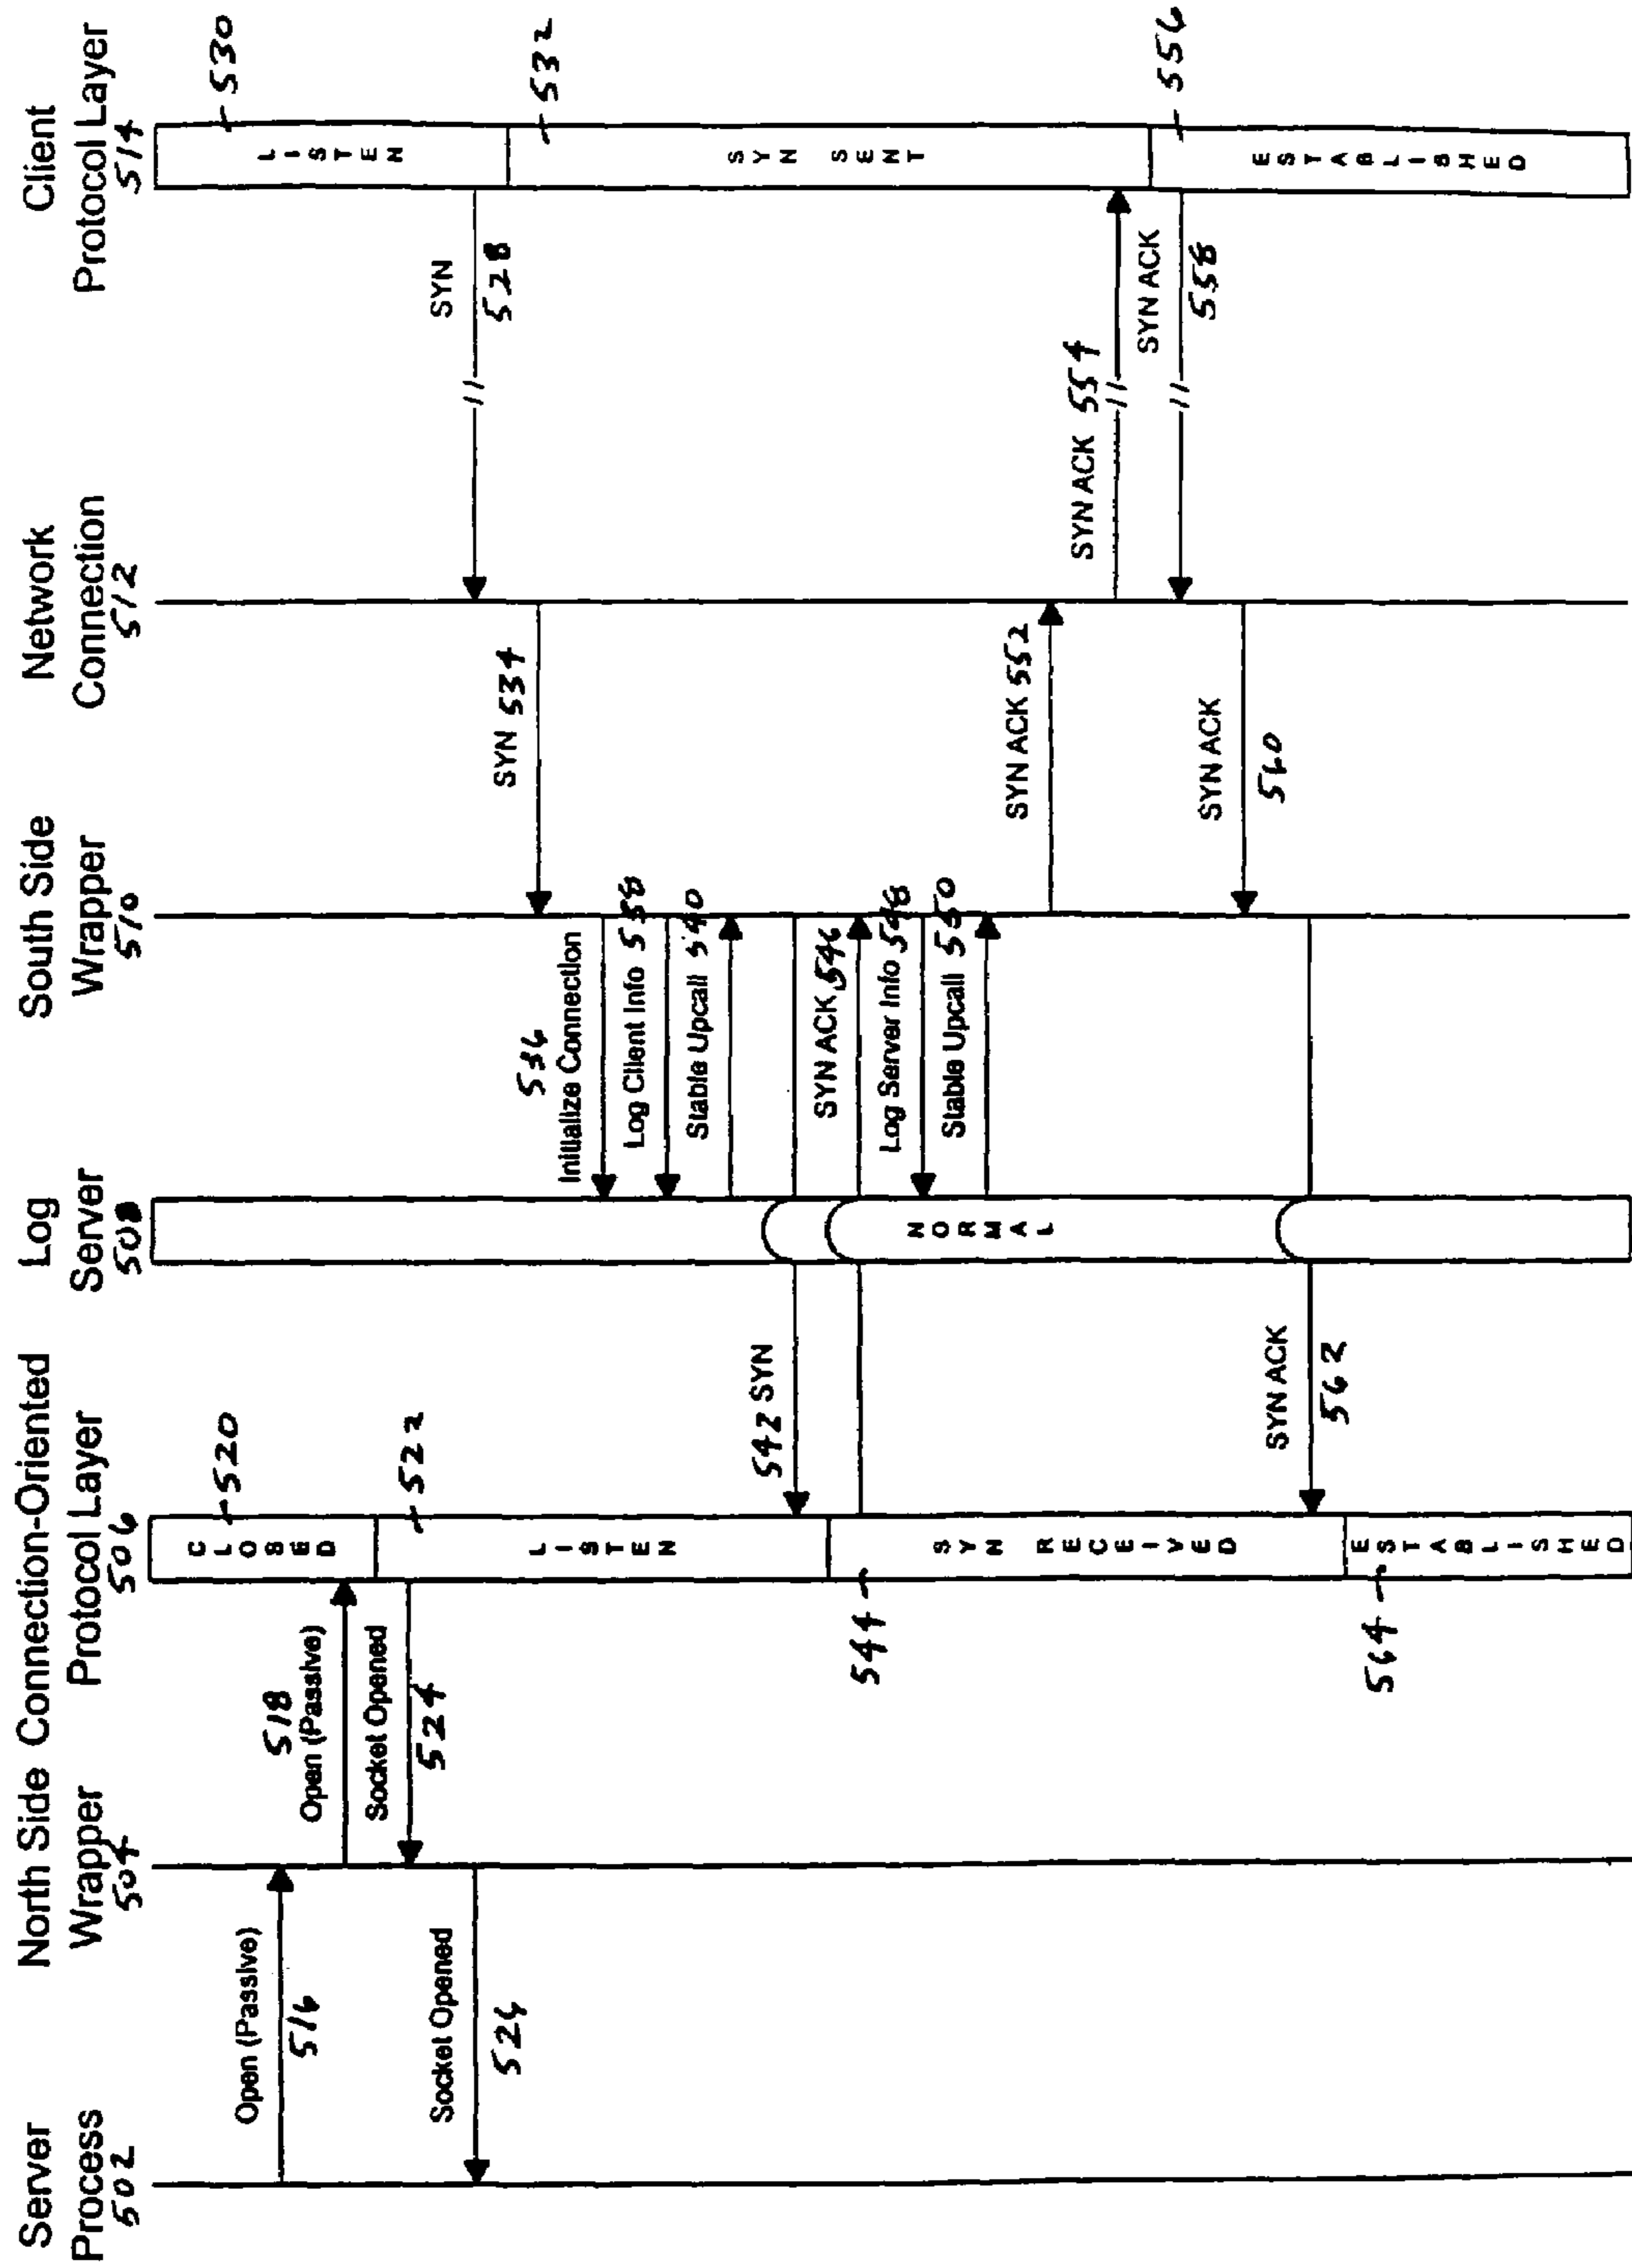 Server
Process
502
North Side
Wrapper
504
Connection-Oriented
Protocol Layer
506
Log
Server
508
South Side
Wrapper
510
Network
Connection
512
Client
Protocol Layer
514
CLOSED
520
LISTEN
530
Open (Passive)
516
518
Open (Passive)
Socket Opened
524
522
LISTEN
Socket Opened
526
SYN
528
532
SYN SENT
SYN 534
536
Initialize Connection
Log Client Info 538
Stable Upcall 540
542 SYN
544
SYN RECEIVED
SYN ACK 546
NORMAL
Log Server Info 548
Stable Upcall 550
SYN ACK 552
SYN ACK 554
556
ESTABLISHED
SYN ACK
558
SYN ACK
560
SYN ACK
562
564
ESTABLISHED